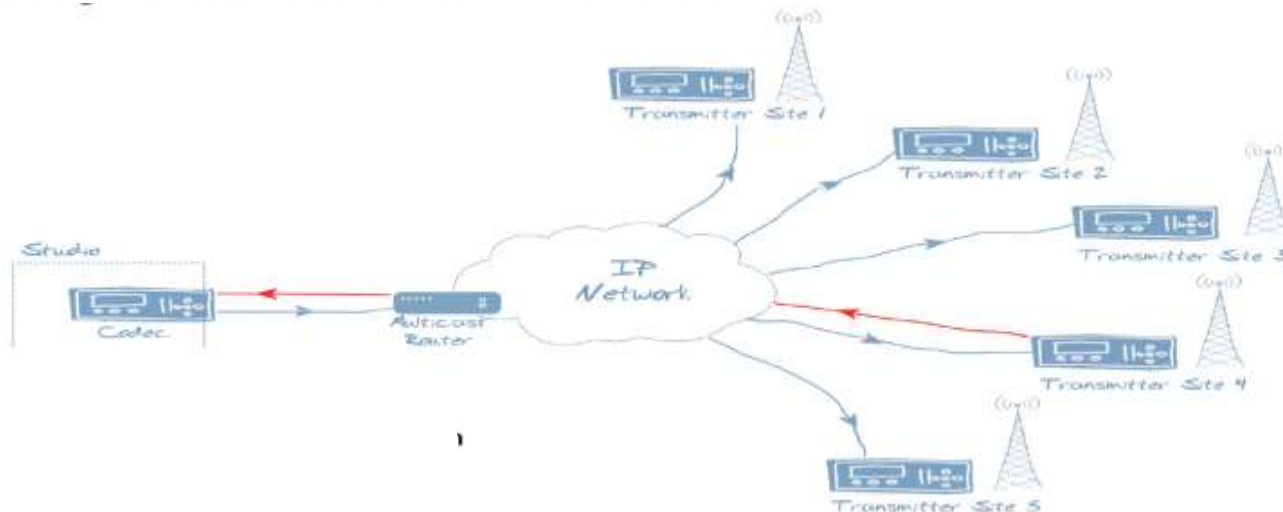 Transmitter Site 1
Transmitter Site 2
Transmitter Site 3
Studio
IP
Network
Codec
Multicast
Router
Transmitter Site 4
Transmitter Site 5